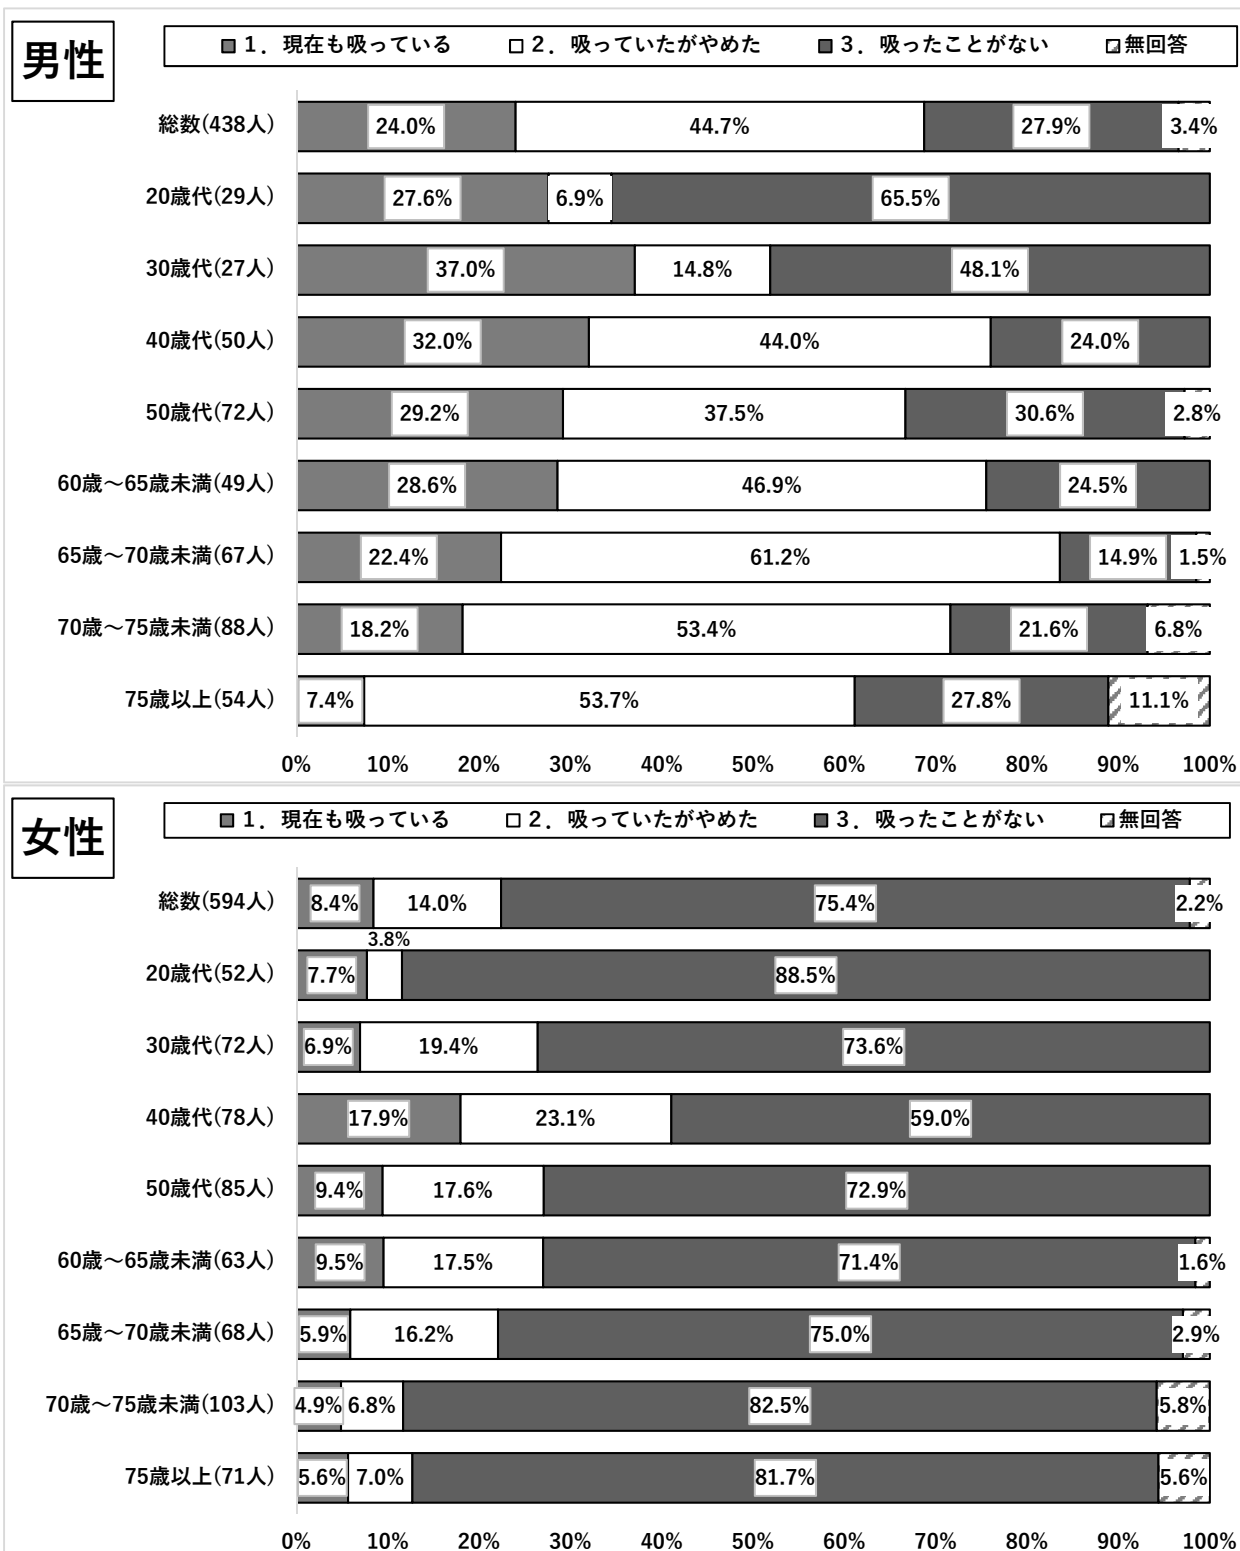 男性
1. 現在も吸っている 2. 吸っていたがやめた 3. 吸ったことがない 無回答
総数(438人) 24.0% 44.7% 27.9% 3.4%
20歳代(29人) 27.6% 6.9% 65.5%
30歳代(27人) 37.0% 14.8% 48.1%
40歳代(50人) 32.0% 44.0% 24.0%
50歳代(72人) 29.2% 37.5% 30.6% 2.8%
60歳～65歳未満(49人) 28.6% 46.9% 24.5%
65歳～70歳未満(67人) 22.4% 61.2% 14.9% 1.5%
70歳～75歳未満(88人) 18.2% 53.4% 21.6% 6.8%
75歳以上(54人) 7.4% 53.7% 27.8% 11.1%
0% 10% 20% 30% 40% 50% 60% 70% 80% 90% 100%
女性
1. 現在も吸っている 2. 吸っていたがやめた 3. 吸ったことがない 無回答
総数(594人) 8.4% 14.0% 75.4% 2.2%
3.8%
20歳代(52人) 7.7% 88.5%
30歳代(72人) 6.9% 19.4% 73.6%
40歳代(78人) 17.9% 23.1% 59.0%
50歳代(85人) 9.4% 17.6% 72.9%
60歳～65歳未満(63人) 9.5% 17.5% 71.4% 1.6%
65歳～70歳未満(68人) 5.9% 16.2% 75.0% 2.9%
70歳～75歳未満(103人) 4.9% 6.8% 82.5% 5.8%
75歳以上(71人) 5.6% 7.0% 81.7% 5.6%
0% 10% 20% 30% 40% 50% 60% 70% 80% 90% 100%